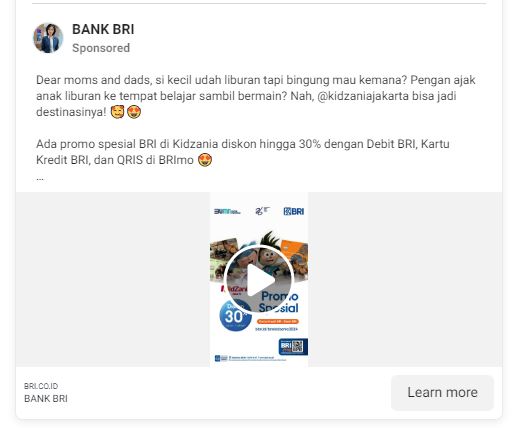 BANK BRI
Sponsored
Dear moms and dads, si kecil udah liburan tapi bingung mau kemana? Pengan ajak
anak liburan ke tempat belajar sambil bermain? Nah, @kidzaniajakarta bisa jadi
destinasinya! 🥰😍
Ada promo spesial BRI di Kidzania diskon hingga 30% dengan Debit BRI, Kartu
Kredit BRI, dan QRIS di BRImo 😍
...
BRI
KidZania
Promo
Spesial
30%
BRI
BRI.CO.ID
BANK BRI
Learn more